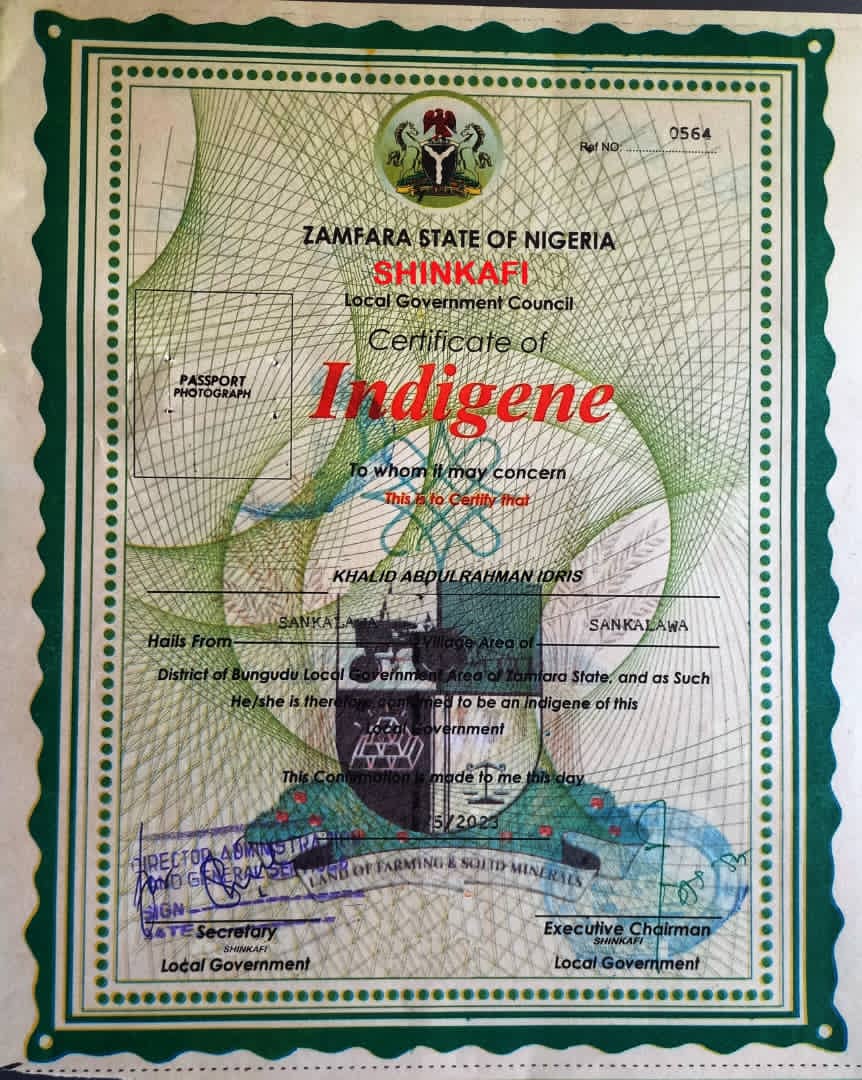 0564
Ref NO:
ZAMFARA STATE OF NIGERIA
SHINKAFI
Local Government Council
Certificate of
Indigene
PASSPORT
PHOTOGRAPH
To whom it may concern
This is to Certify that
KHALID ABDULRAHMAN IDRIS
SANKALAWA SANKALAWA
Hails From Village Area of
District of Bungudu Local Government Area of Zamfara State, and as Such
He/she is therefore confirmed to be an indigene of this
Local Government
This Confirmation is made to me this day
5/2023
LAND OF FARMING & SOLID MINERALS
DIRECTOR ADMINISTRATION
AND GENERAL SERVICES
SIGN
DATE
Secretary
SHINKAFI
Local Government
Executive Chairman
SHINKAFI
Local Government